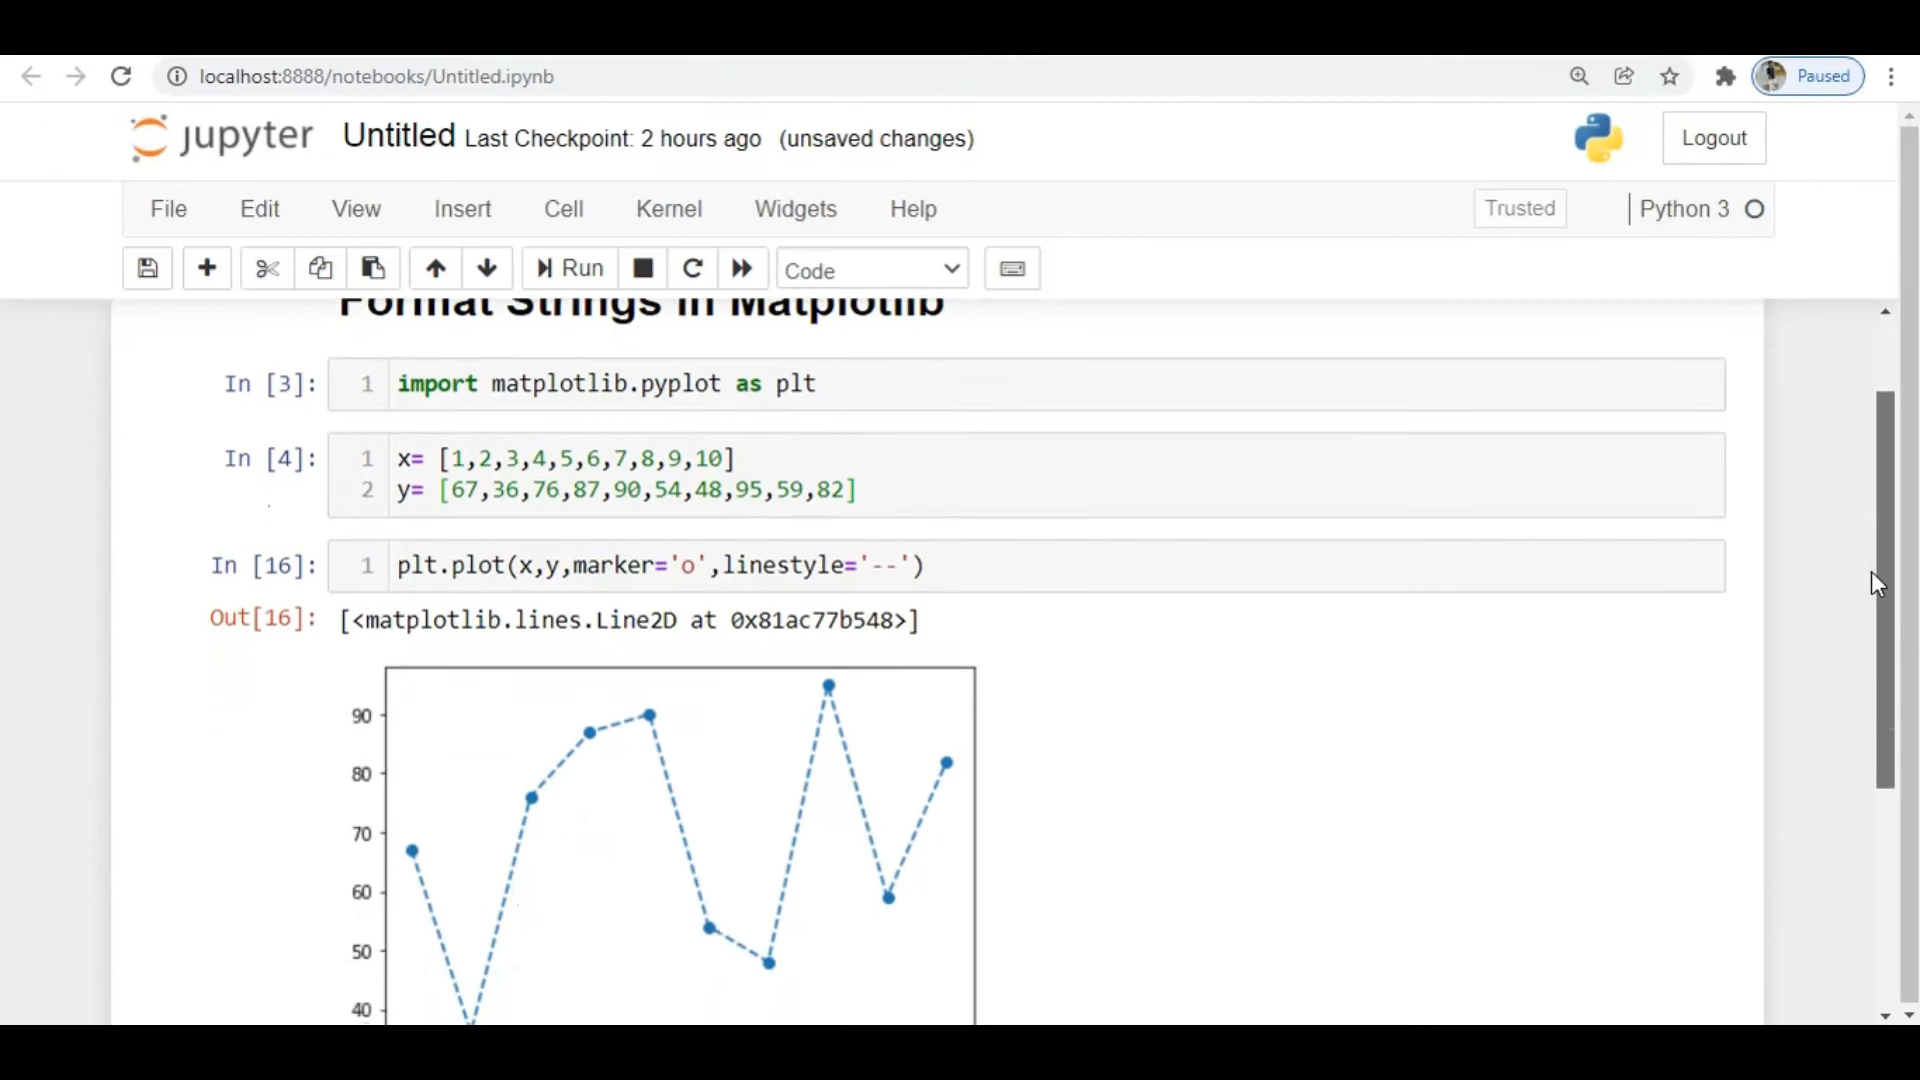 localhost:8888/notebooks/Untitled.ipynb
Paused
jupyter Untitled Last Checkpoint: 2 hours ago (unsaved changes)
Logout
File Edit View Insert Cell Kernel Widgets Help
Trusted
Python 3
Run
Code
Format Strings in Matplotlib
In [3]: 1 import matplotlib.pyplot as plt
In [4]: 1 x= [1,2,3,4,5,6,7,8,9,10]
2 y= [67,36,76,87,90,54,48,95,59,82]
In [16]: 1 plt.plot(x,y,marker='o',linestyle='--')
Out[16]: [<matplotlib.lines.Line2D at 0x81ac77b548>]
90
80
70
60
50
40